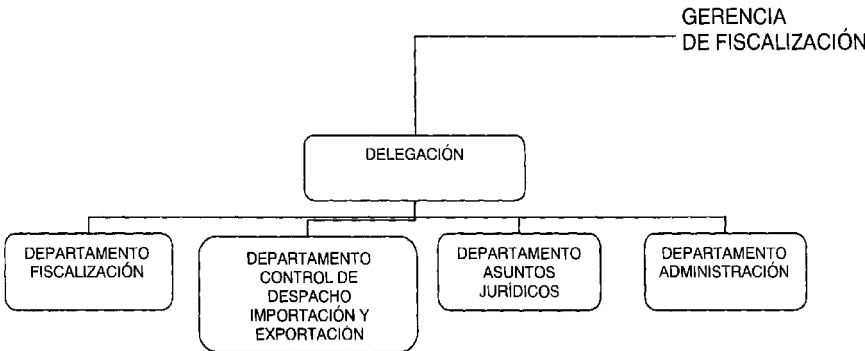 GERENCIA
DE FISCALIZACIÓN
DELEGACIÓN
DEPARTAMENTO
FISCALIZACIÓN
DEPARTAMENTO
CONTROL DE
DESPACHO
IMPORTACIÓN Y
EXPORTACIÓN
DEPARTAMENTO
ASUNTOS
JURÍDICOS
DEPARTAMENTO
ADMINISTRACIÓN